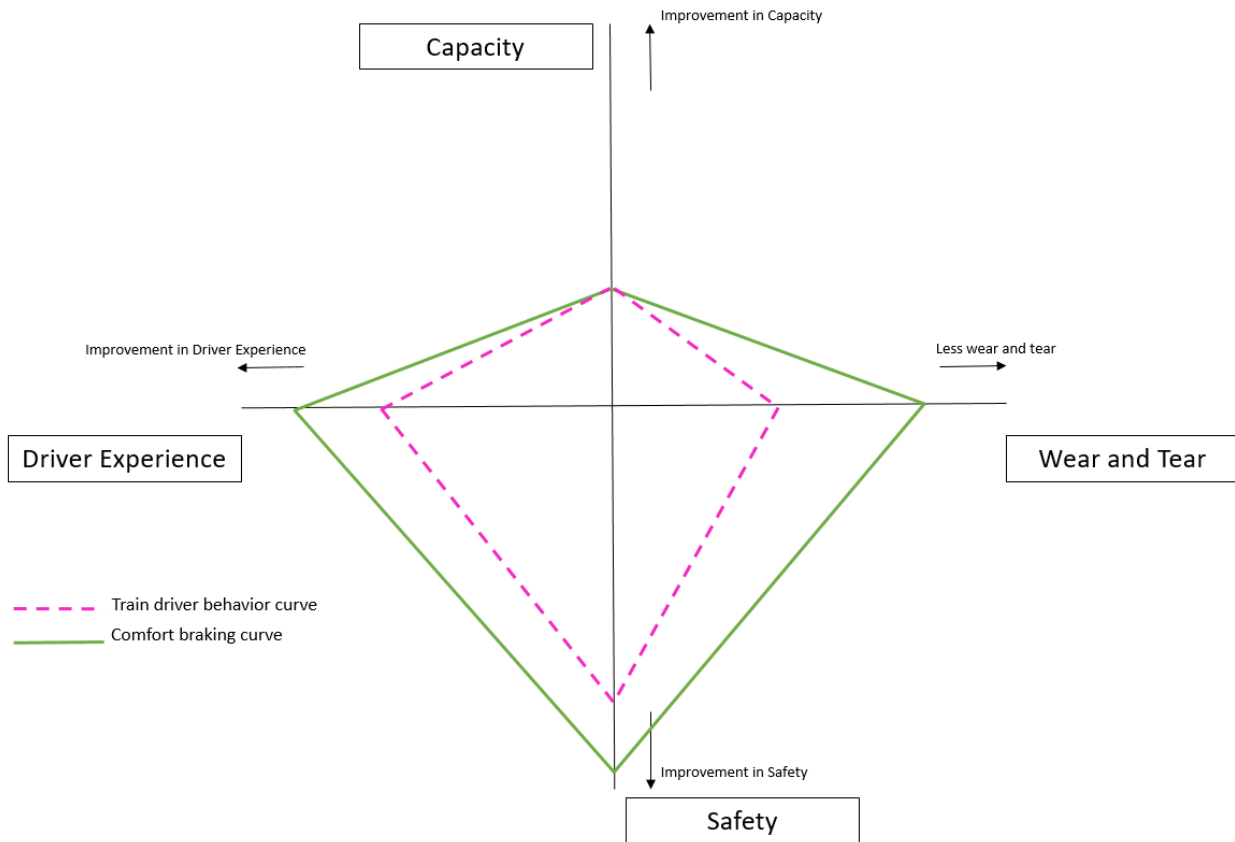 Improvement in Capacity
Capacity
Improvement in Driver Experience
Less wear and tear
Driver Experience
Wear and Tear
Train driver behavior curve
Comfort braking curve
Improvement in Safety
Safety